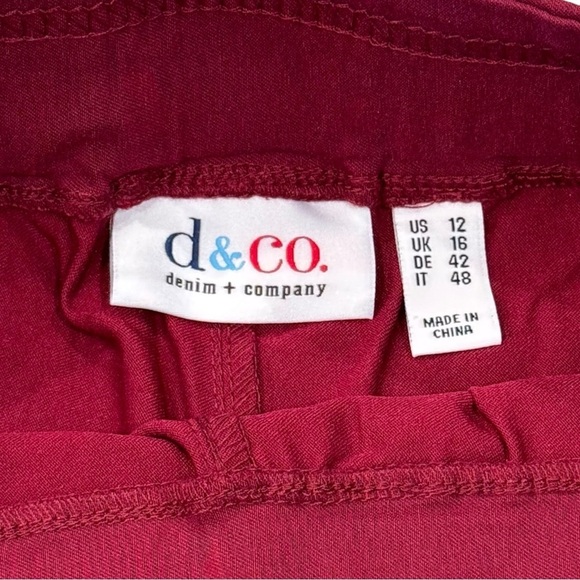 d&co.
denim + company
US 12
UK 16
DE 42
IT 48
MADE IN
CHINA